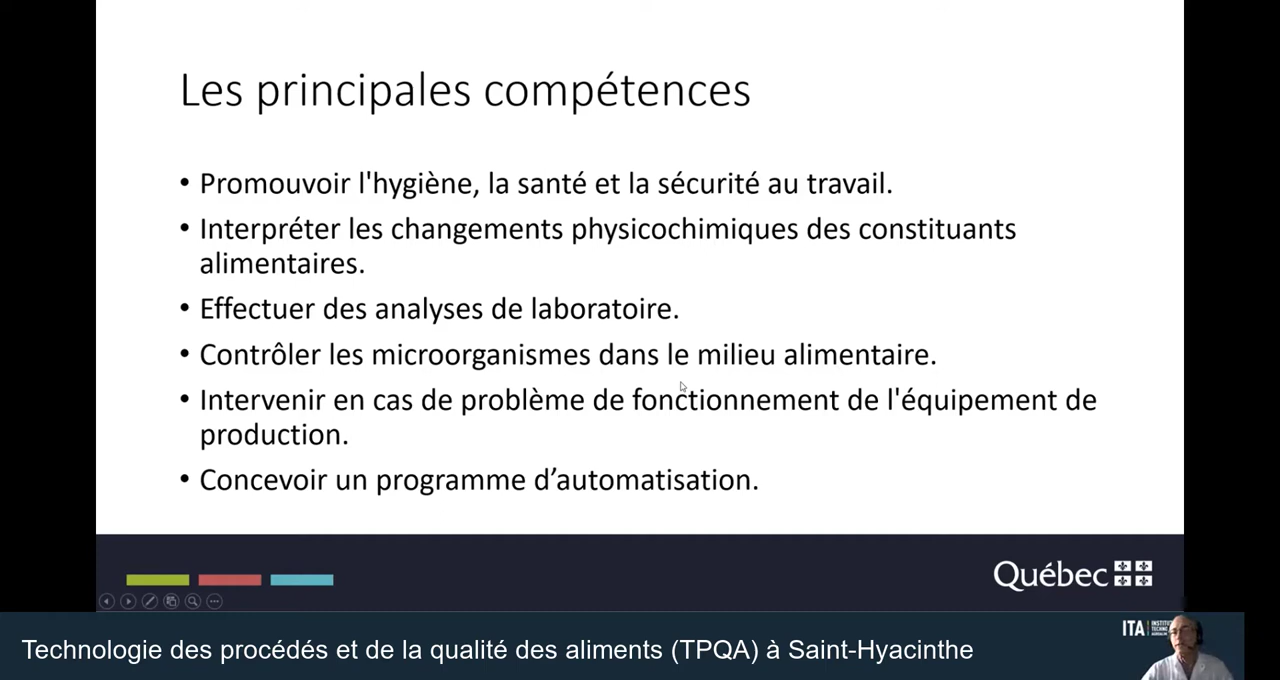 Les principales compétences
• Promouvoir l'hygiène, la santé et la sécurité au travail.
• Interpréter les changements physicochimiques des constituants
alimentaires.
• Effectuer des analyses de laboratoire.
• Contrôler les microorganismes dans le milieu alimentaire.
• Intervenir en cas de problème de fonctionnement de l'équipement de
production.
• Concevoir un programme d’automatisation.
Québec
Technologie des procédés et de la qualité des aliments (TPQA) à Saint-Hyacinthe
ITA